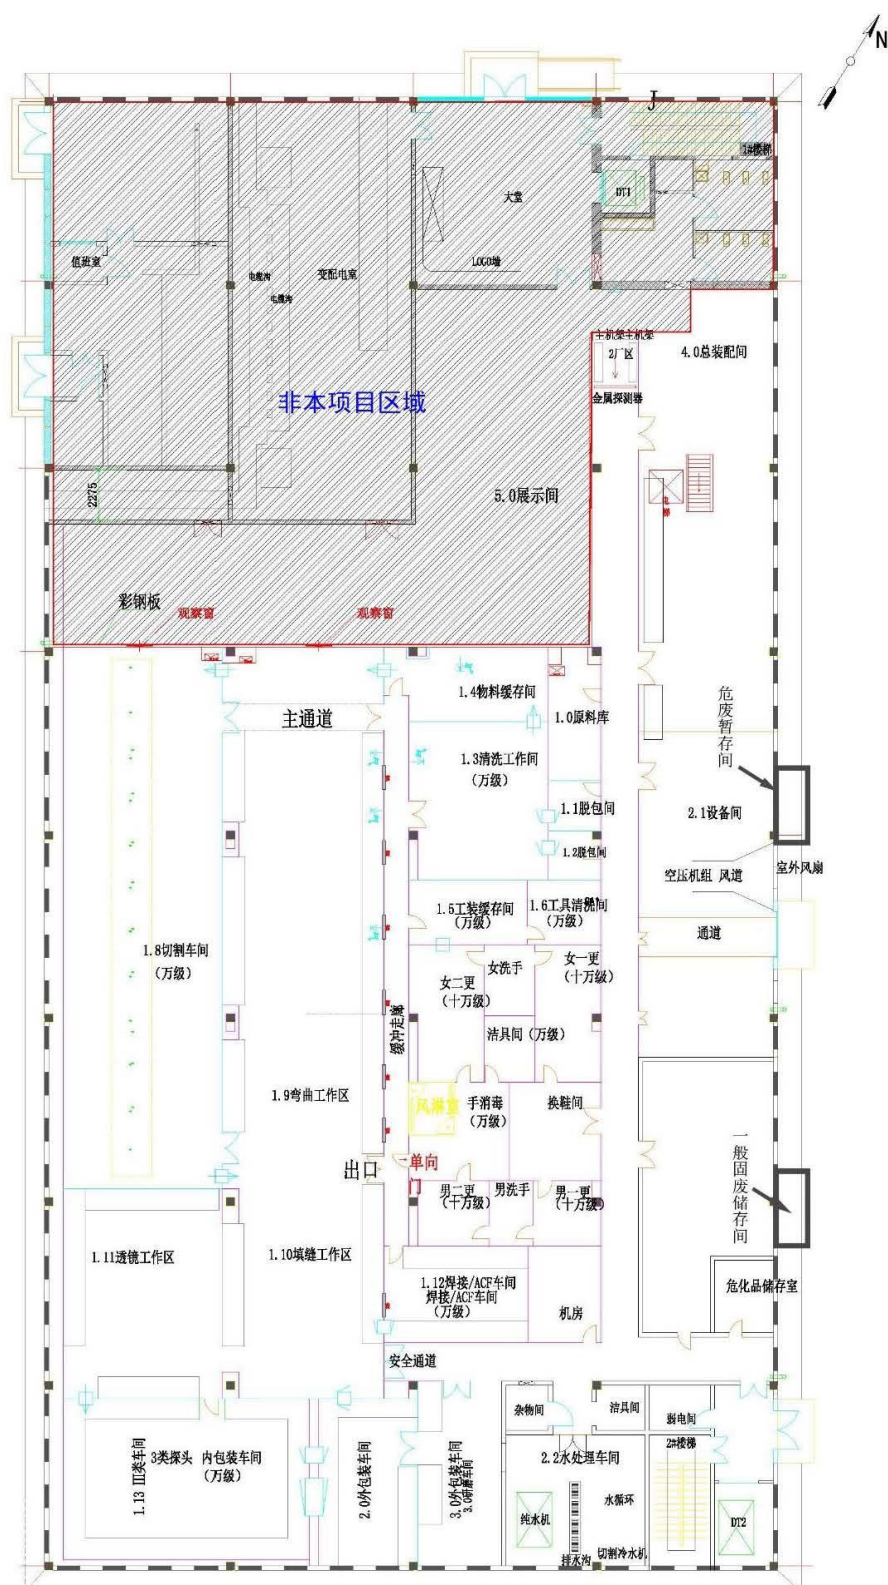 N
J
1#楼梯
DT1
大堂
LOGO墙
值班室
电缆沟
电缆沟
变配电室
主机架主机架
2厂区
金属探测器
4.0总装配间
非本项目区域
2275
5.0展示间
电梯
彩钢板
观察窗
观察窗
主通道
1.4物料缓存间
1.0原料库
危废暂存间
1.3清洗工作间
(万级)
1.1脱包间
2.1设备间
1.2脱包间
空压机组 风道
室外风扇
1.5工装缓存间
(万级)
1.6工具清洗间
(万级)
通道
1.8切割车间
(万级)
女洗手
女一更
(十万级)
女二更
(十万级)
缓冲走廊
洁具间(万级)
1.9弯曲工作区
风淋室
手消毒
(万级)
换鞋间
出口
单向门
一般固废储存间
男二更
(十万级)
男洗手
男一更
(十万级)
1.11透镜工作区
1.10填缝工作区
1.12焊接/ACF车间
焊接/ACF车间
(万级)
机房
危化品储存室
安全通道
杂物间
洁具间
弱电间
2#楼梯
1.13 III类车间
3类探头 内包装车间
(万级)
2.0外包装车间
3.0外包装车间
3.0研磨车间
2.2水处理车间
水循环
纯水机
排水沟
切割冷水机
DT2